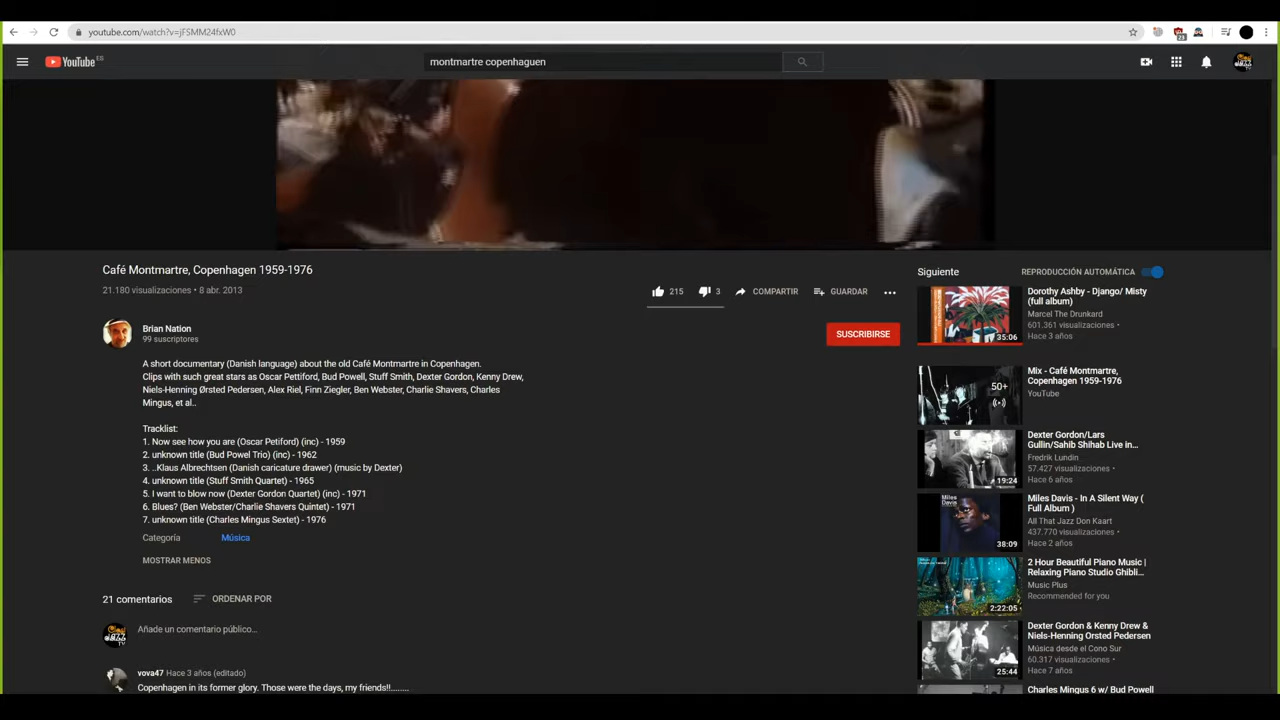 youtube.com/watch?v=jFSMM24fxW0
23
YouTube ES
montmartre copenhaguen
Café Montmartre, Copenhagen 1959-1976
21.180 visualizaciones • 8 abr. 2013
215
3
COMPARTIR
GUARDAR
Brian Nation
99 suscriptores
SUSCRIBIRSE
A short documentary (Danish language) about the old Café Montmartre in Copenhagen.
Clips with such great stars as Oscar Pettiford, Bud Powell, Stuff Smith, Dexter Gordon, Kenny Drew,
Niels-Henning Ørsted Pedersen, Alex Riel, Finn Ziegler, Ben Webster, Charlie Shavers, Charles
Mingus, et al..
Tracklist:
1. Now see how you are (Oscar Petiford) (inc) - 1959
2. unknown title (Bud Powel Trio) (inc) - 1962
3. ..Klaus Albrechtsen (Danish caricature drawer) (music by Dexter)
4. unknown title (Stuff Smith Quartet) - 1965
5. I want to blow now (Dexter Gordon Quartet) (inc) - 1971
6. Blues? (Ben Webster/Charlie Shavers Quintet) - 1971
7. unknown title (Charles Mingus Sextet) - 1976
Categoría
Música
MOSTRAR MENOS
21 comentarios
ORDENAR POR
Añade un comentario público...
vova47 Hace 3 años (editado)
Copenhagen in its former glory. Those were the days, my friends!!........
Siguiente
REPRODUCCIÓN AUTOMÁTICA
Dorothy Ashby - Django/ Misty
(full album)
Marcel The Drunkard
601.361 visualizaciones •
Hace 3 años
35:06
Mix - Café Montmartre,
Copenhagen 1959-1976
YouTube
50+
Dexter Gordon/Lars
Gullin/Sahib Shihab Live in...
Fredrik Lundin
57.427 visualizaciones •
Hace 6 años
19:24
Miles Davis - In A Silent Way (
Full Album )
All That Jazz Don Kaart
437.770 visualizaciones •
Hace 2 años
MILES DAVIS
38:09
2 Hour Beautiful Piano Music |
Relaxing Piano Studio Ghibli...
Music Plus
Recommended for you
2:22:05
Dexter Gordon & Kenny Drew &
Niels-Henning Orsted Pedersen
Música desde el Cono Sur
60.317 visualizaciones •
Hace 7 años
25:44
Charles Mingus 6 w/ Bud Powell